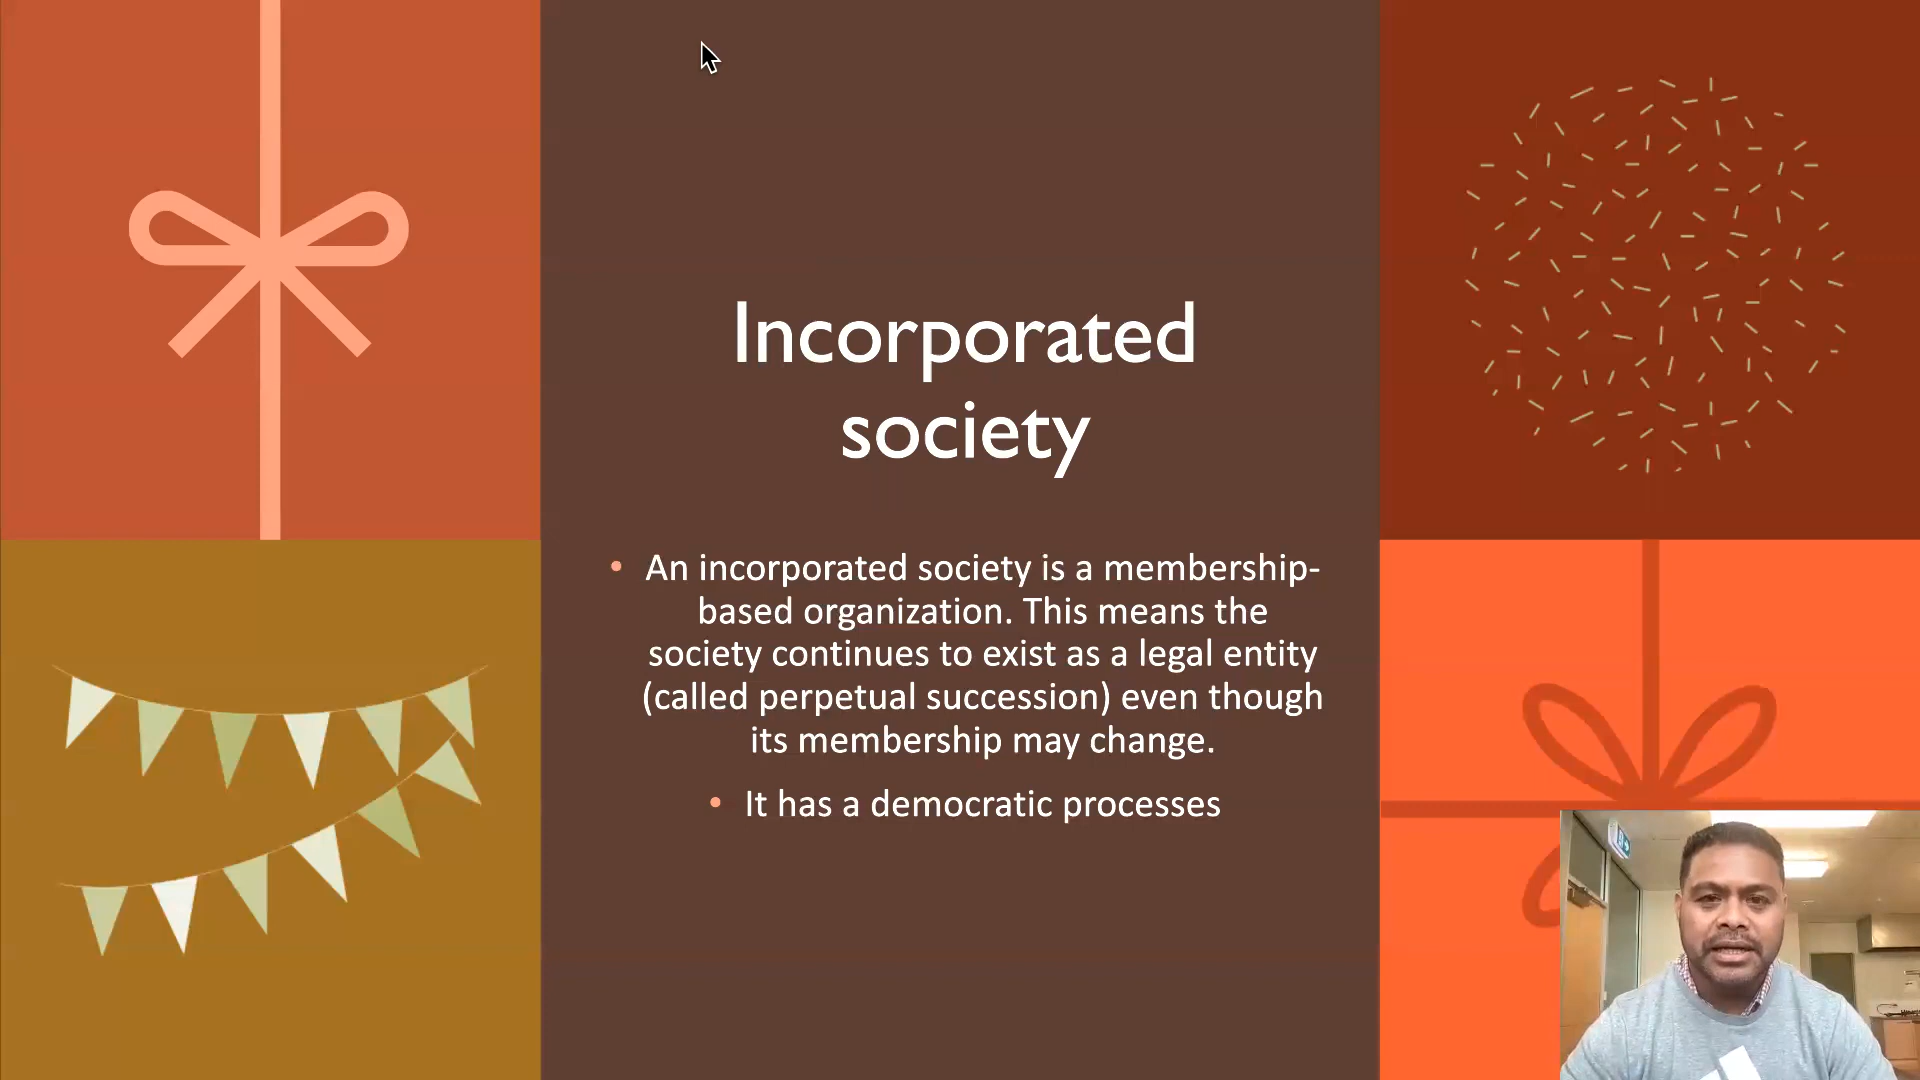 Incorporated
society
• An incorporated society is a membership-
based organization. This means the
society continues to exist as a legal entity
(called perpetual succession) even though
its membership may change.
• It has a democratic processes